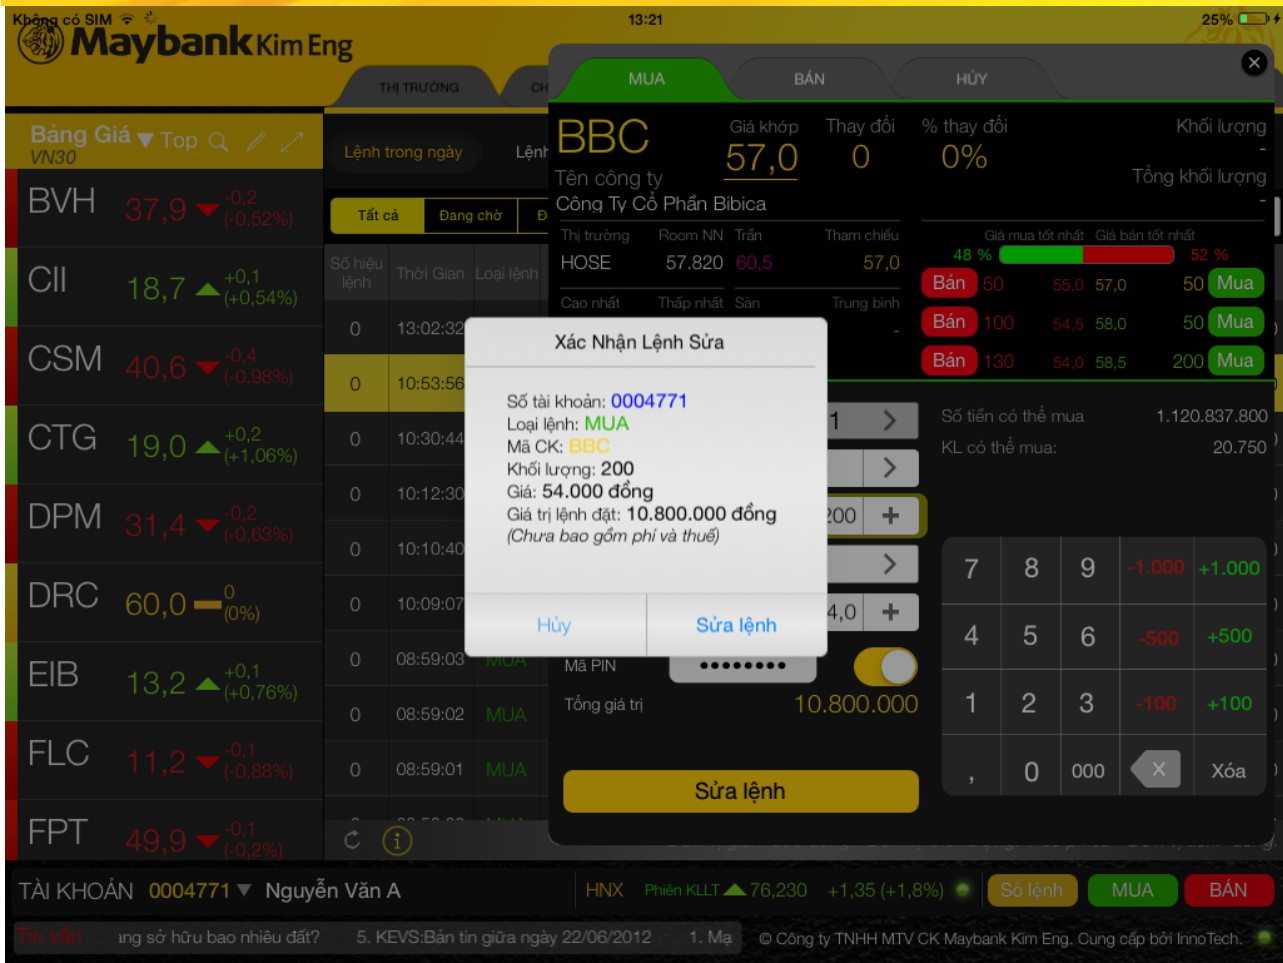 Không có SIM 13:21 25%
Maybank Kim Eng
THỊ TRƯỜNG CH MUA BÁN HỦY
Bảng Giá Top
VN30
Lệnh trong ngày Lệnh
Tất cả Đang chờ
Số hiệu lệnh Thời Gian Loại lệnh
BVH 37,9 -0,2 (-0,52%)
CII 18,7 +0,1 (+0,54%)
CSM 40,6 -0,4 (-0,98%)
CTG 19,0 +0,2 (+1,06%)
DPM 31,4 -0,2 (-0,63%)
DRC 60,0 0 (0%)
EIB 13,2 +0,1 (+0,76%)
FLC 11,2 -0,1 (-0,88%)
FPT 49,9 -0,1 (-0,2%)
0 13:02:32
0 10:53:56
0 10:30:44
0 10:12:30
0 10:10:40
0 10:09:07
0 08:59:03 MUA
0 08:59:02 MUA
0 08:59:01 MUA
BBC Giá khớp Thay đổi % thay đổi Khối lượng
57,0 0 0% -
Tên công ty Tổng khối lượng
Công Ty Cổ Phần Bibica -
Thị trường Room NN Trần Tham chiếu
HOSE 57.820 60,5 57,0
Cao nhất Thấp nhất Sàn Trung bình
-
Giá mua tốt nhất Giá bán tốt nhất
48 % 52 %
Bán 50 55,0 57,0 50 Mua
Bán 100 54,5 58,0 50 Mua
Bán 130 54,0 58,5 200 Mua
Xác Nhận Lệnh Sửa
Số tài khoản: 0004771
Loại lệnh: MUA
Mã CK: BBC
Khối lượng: 200
Giá: 54.000 đồng
Giá trị lệnh đặt: 10.800.000 đồng
(Chưa bao gồm phí và thuế)
Hủy Sửa lệnh
1
200 +
4,0 +
Số tiền có thể mua 1.120.837.800
KL có thể mua: 20.750
Mã PIN ••••••••
Tổng giá trị 10.800.000
Sửa lệnh
7 8 9 -1.000 +1.000
4 5 6 -500 +500
1 2 3 -100 +100
, 0 000 X Xóa
TÀI KHOẢN 0004771 Nguyễn Văn A HNX Phiên KLLT 76,230 +1,35 (+1,8%) Sổ lệnh MUA BÁN
Tin vắn ang sở hữu bao nhiêu đất? 5. KEVS:Bản tin giữa ngày 22/06/2012 1. Mạ © Công ty TNHH MTV CK Maybank Kim Eng. Cung cấp bởi InnoTech.